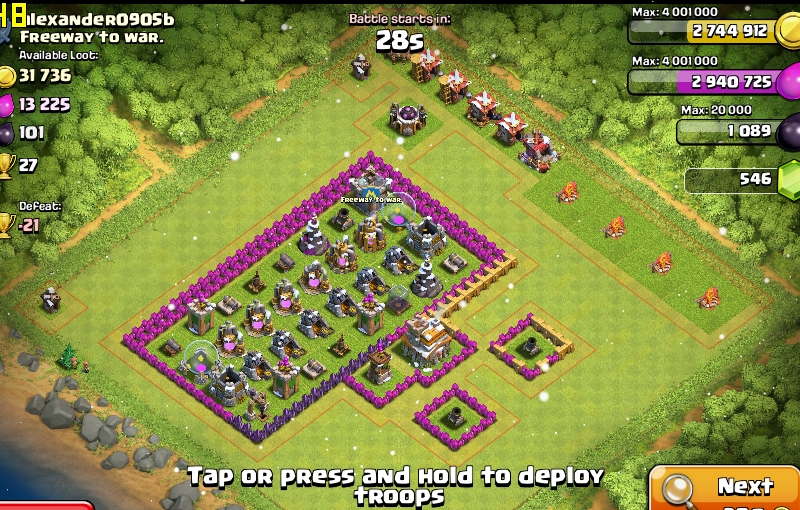 48
alexander0905b
Freeway to war.
Available Loot:
31 736
13 225
101
27
Defeat:
-21
Battle starts in:
28s
Max: 4 001 000
2 744 912
Max: 4 001 000
2 940 725
Max: 20 000
1 089
546
Freeway to war.
Tap or press and hold to deploy
troops
Next